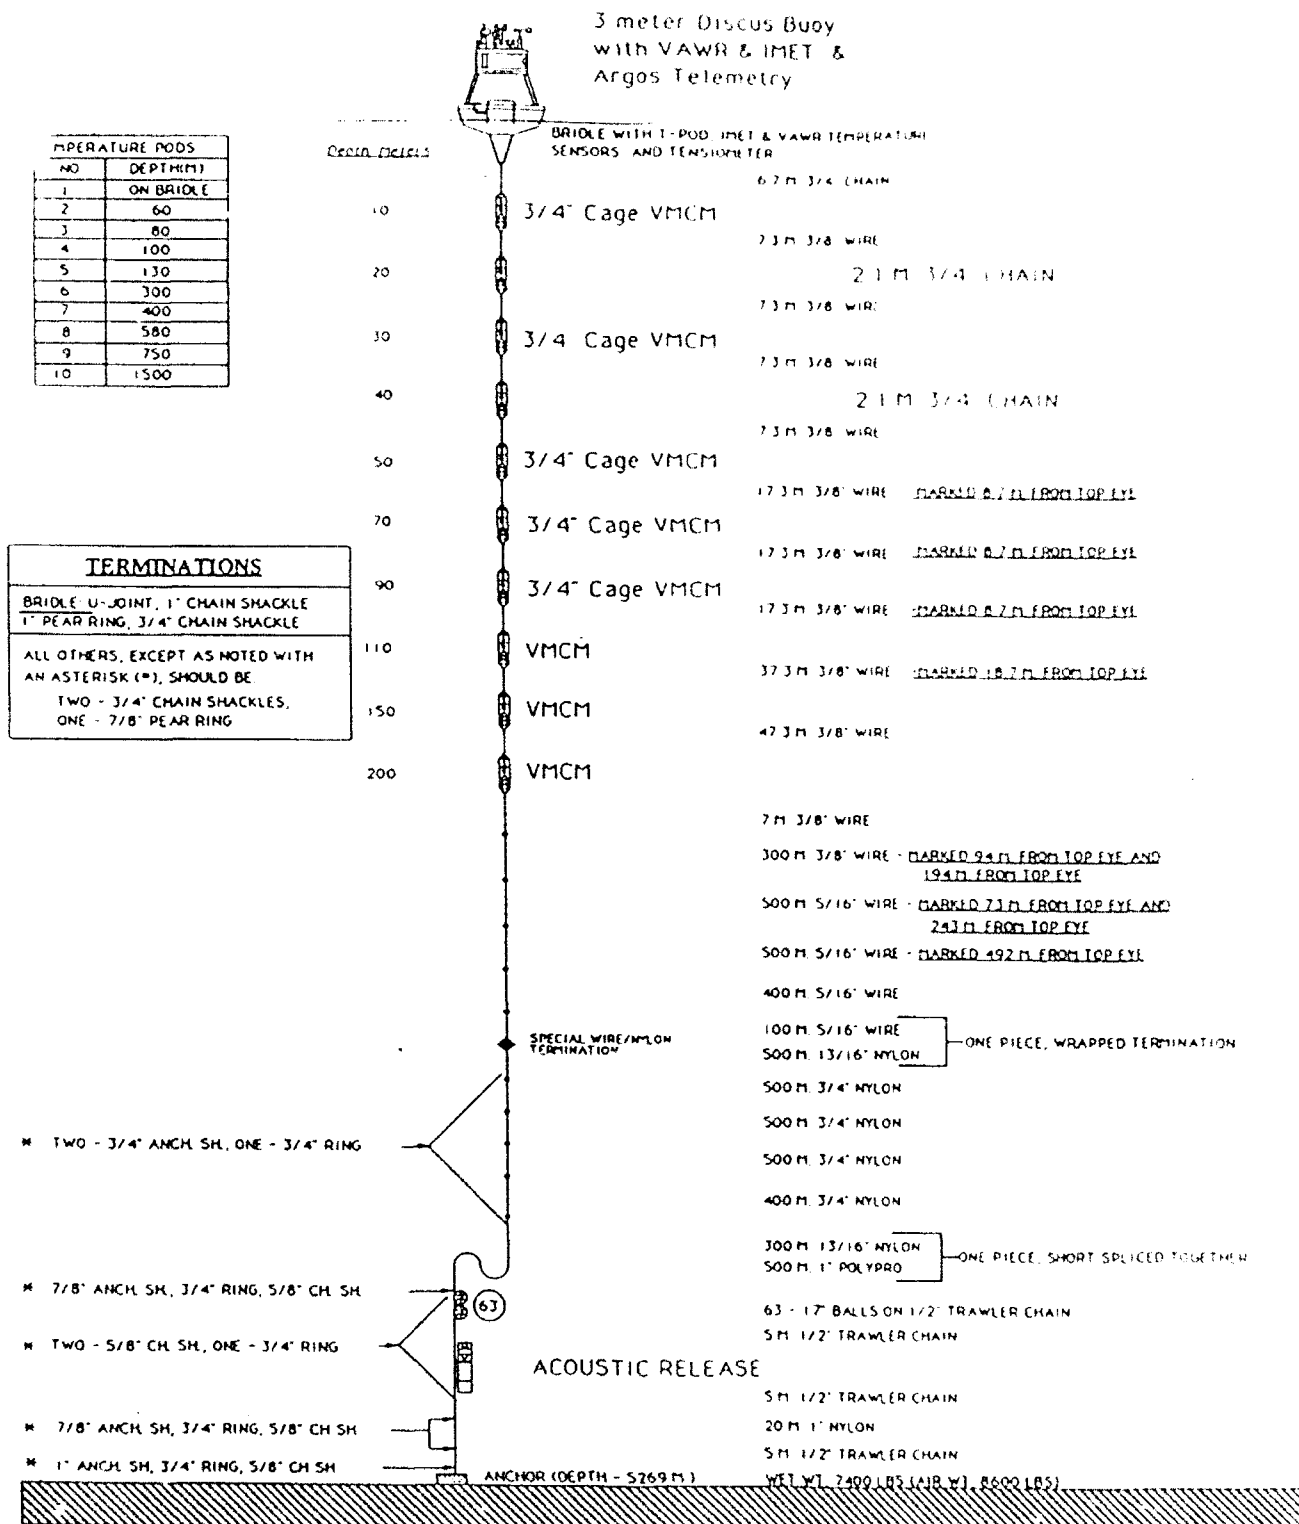 3 meter Discus Buoy
with VAWR & IMET &
Argos Telemetry
MPERATURE PODS
NO DEPTH(M)
1 ON BRIDLE
2 60
3 80
4 100
5 130
6 300
7 400
8 580
9 750
10 1500
Depth Meters
BRIDLE WITH T-POD, IMET & VAWR TEMPERATURE
SENSORS AND TENSIOMETER
6.7 M 3/4 CHAIN
10 3/4" Cage VMCM
7.3 M 3/8 WIRE
20 2.1 M 3/4 CHAIN
7.3 M 3/8 WIRE
30 3/4 Cage VMCM
7.3 M 3/8 WIRE
40 2.1 M 3/4 CHAIN
7.3 M 3/8 WIRE
50 3/4" Cage VMCM
17.3 M 3/8" WIRE MARKED 8.7 M FROM TOP EYE
70 3/4" Cage VMCM
17.3 M 3/8" WIRE MARKED 8.7 M FROM TOP EYE
90 3/4" Cage VMCM
17.3 M 3/8" WIRE - MARKED 8.7 M FROM TOP EYE
110 VMCM
37.3 M 3/8" WIRE - MARKED 18.7 M FROM TOP EYE
150 VMCM
47.3 M 3/8" WIRE
200 VMCM
TERMINATIONS
BRIDLE: U-JOINT, 1" CHAIN SHACKLE
1" PEAR RING, 3/4" CHAIN SHACKLE
ALL OTHERS, EXCEPT AS NOTED WITH
AN ASTERISK (*), SHOULD BE
TWO - 3/4" CHAIN SHACKLES,
ONE - 7/8" PEAR RING
7 M 3/8" WIRE
300 M 3/8" WIRE - MARKED 94 M FROM TOP EYE AND
194 M FROM TOP EYE
500 M 5/16" WIRE - MARKED 73 M FROM TOP EYE AND
243 M FROM TOP EYE
500 M 5/16" WIRE - MARKED 492 M FROM TOP EYE
400 M 5/16" WIRE
SPECIAL WIRE/NYLON
TERMINATION
100 M 5/16" WIRE
500 M 13/16" NYLON
ONE PIECE, WRAPPED TERMINATION
500 M 3/4" NYLON
500 M 3/4" NYLON
500 M 3/4" NYLON
400 M 3/4" NYLON
* TWO - 3/4" ANCH. SH., ONE - 3/4" RING
300 M 13/16" NYLON
500 M 1" POLYPRO
ONE PIECE, SHORT SPLICED TOGETHER
* 7/8" ANCH. SH, 3/4" RING, 5/8" CH. SH
63
63 - 17" BALLS ON 1/2" TRAWLER CHAIN
5 M 1/2" TRAWLER CHAIN
* TWO - 5/8" CH. SH., ONE - 3/4" RING
ACOUSTIC RELEASE
5 M 1/2" TRAWLER CHAIN
* 7/8" ANCH. SH, 3/4" RING, 5/8" CH SH
20 M 1" NYLON
5 M 1/2" TRAWLER CHAIN
* 1" ANCH. SH, 3/4" RING, 5/8" CH SH
ANCHOR (DEPTH - 5269 M)
WET WT. 7400 LBS (AIR WT. 8600 LBS)